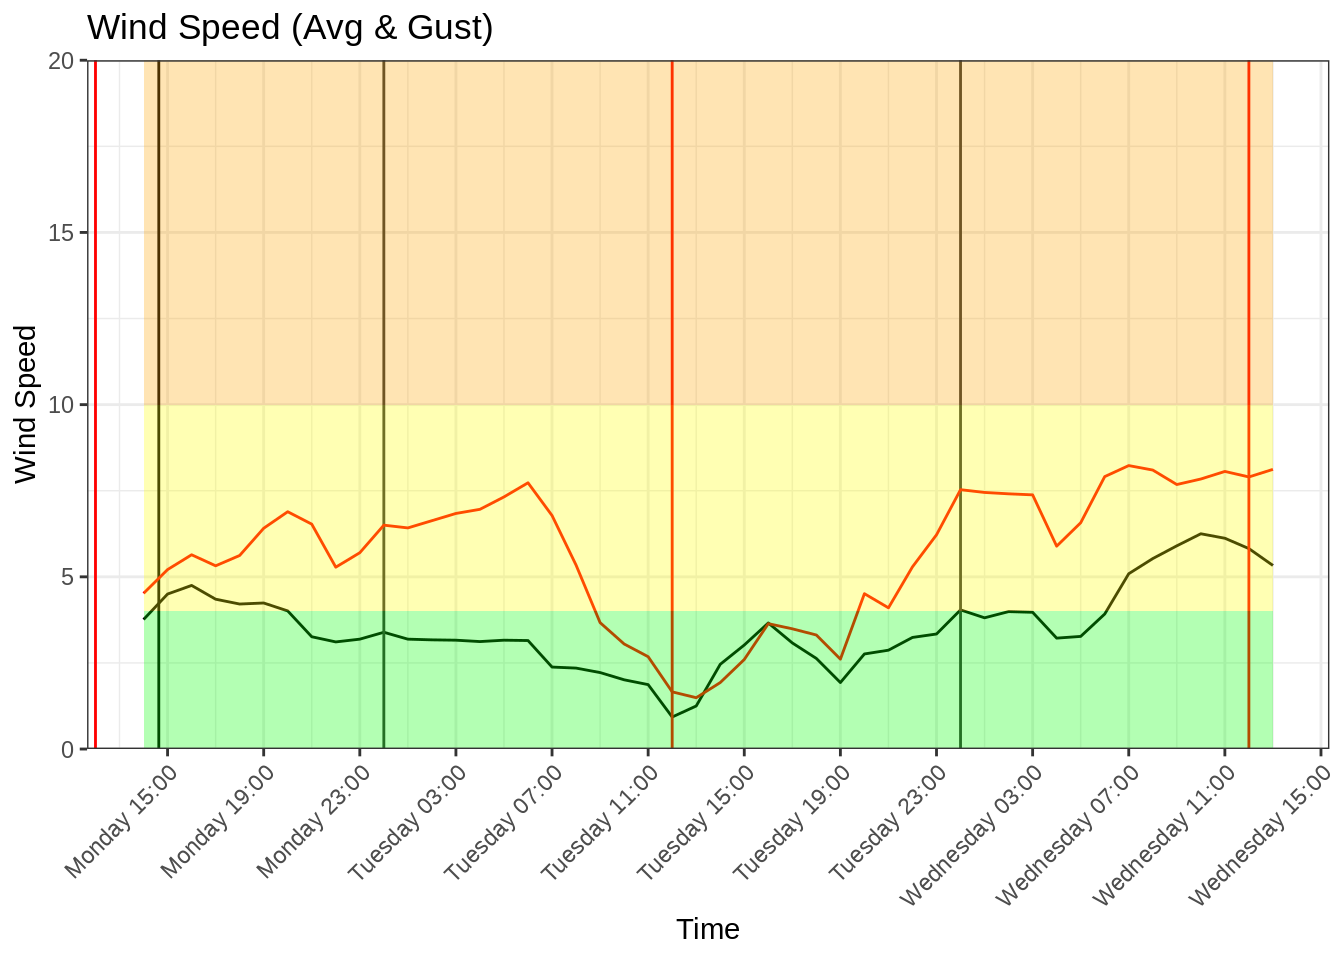 Wind Speed (Avg & Gust)
Wind Speed
20
15
10
5
0
Monday 15:00
Monday 19:00
Monday 23:00
Tuesday 03:00
Tuesday 07:00
Tuesday 11:00
Tuesday 15:00
Tuesday 19:00
Tuesday 23:00
Wednesday 03:00
Wednesday 07:00
Wednesday 11:00
Wednesday 15:00
Time